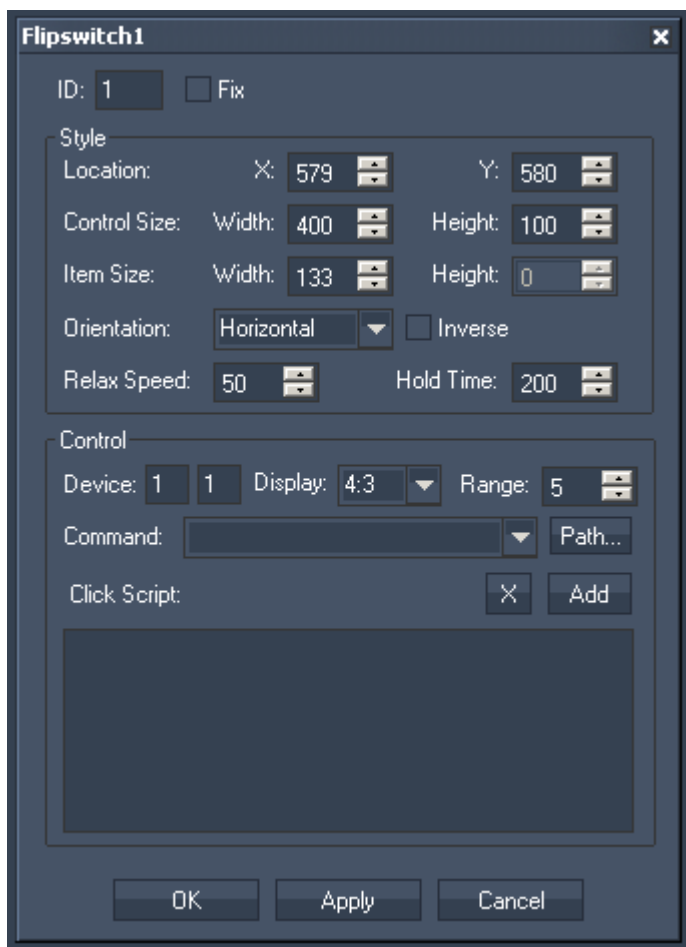 Flipswitch1
ID: 1 Fix
Style
Location: X: 579 Y: 580
Control Size: Width: 400 Height: 100
Item Size: Width: 133 Height: 0
Orientation: Horizontal Inverse
Relax Speed: 50 Hold Time: 200
Control
Device: 1 1 Display: 4:3 Range: 5
Command: Path...
Click Script: X Add
OK Apply Cancel